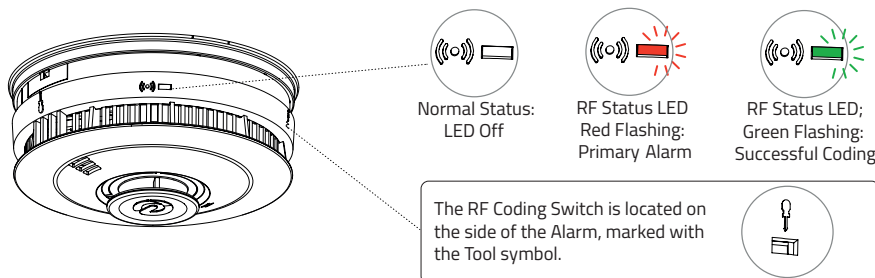 Normal Status:
LED Off
RF Status LED
Red Flashing:
Primary Alarm
RF Status LED;
Green Flashing:
Successful Coding
The RF Coding Switch is located on
the side of the Alarm, marked with
the Tool symbol.